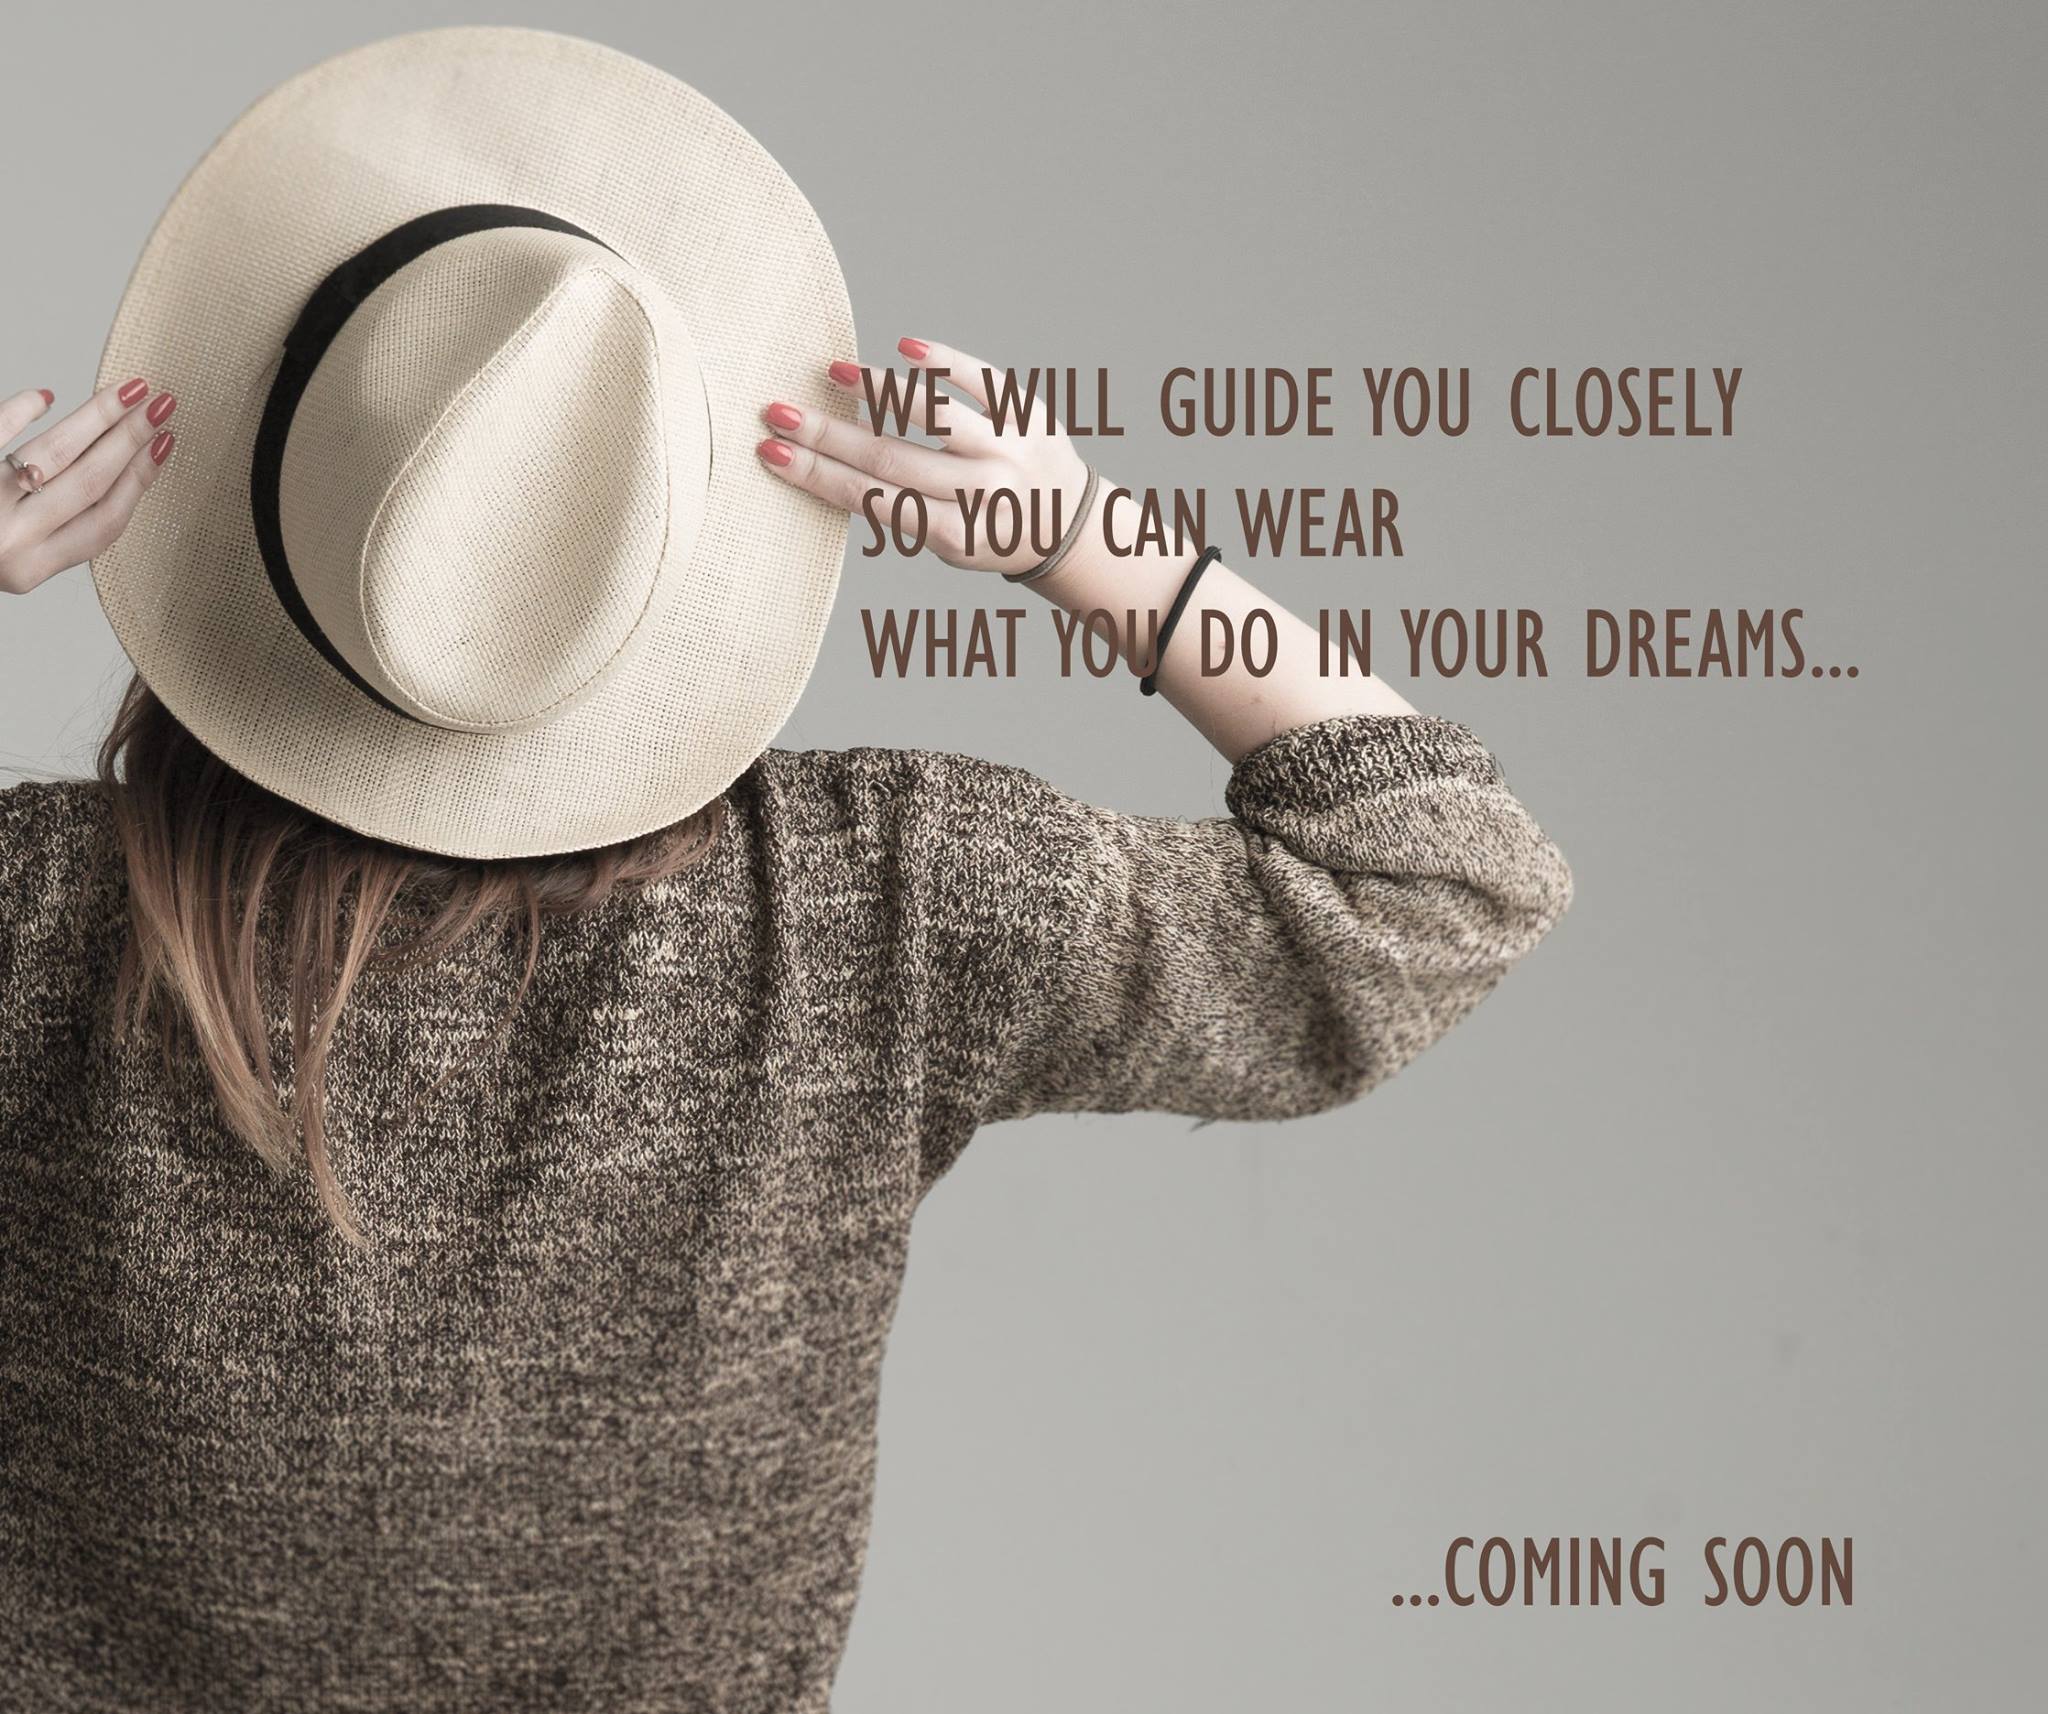 WE WILL GUIDE YOU CLOSELY
SO YOU CAN WEAR
WHAT YOU DO IN YOUR DREAMS...
...COMING SOON